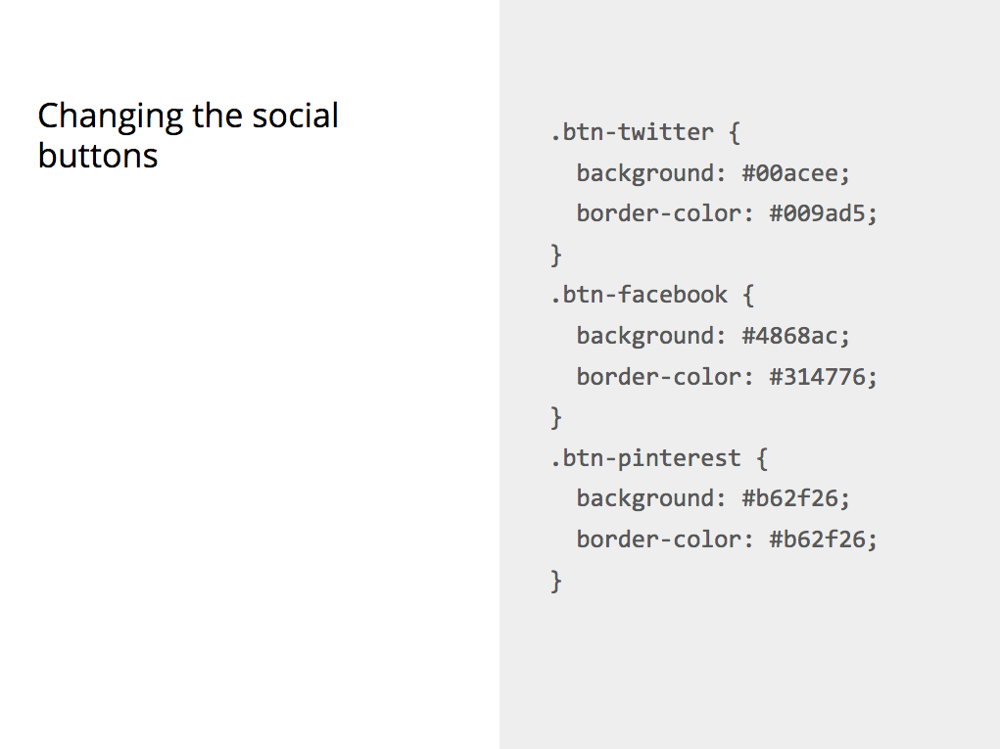 Changing the social
buttons
.btn-twitter {
  background: #00acee;
  border-color: #009ad5;
}
.btn-facebook {
  background: #4868ac;
  border-color: #314776;
}
.btn-pinterest {
  background: #b62f26;
  border-color: #b62f26;
}